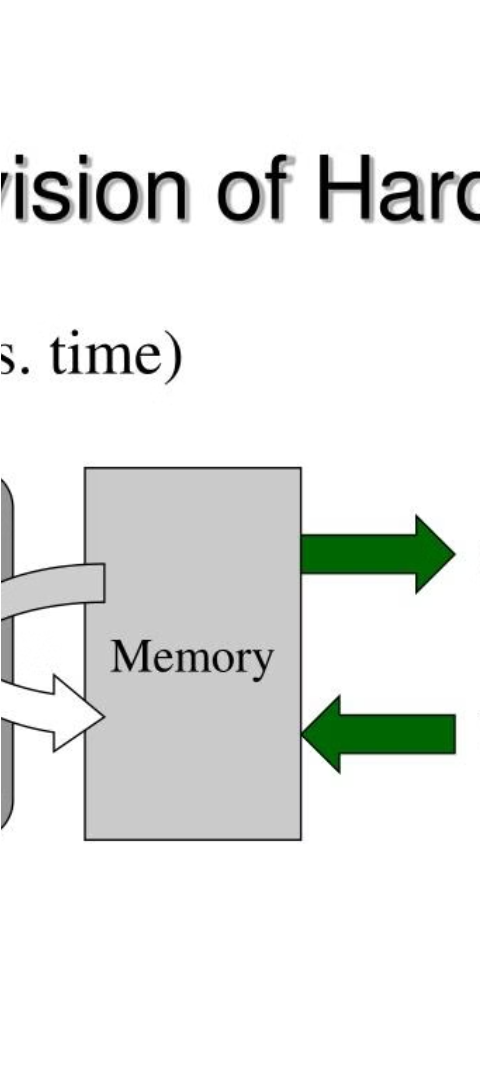 vision of Hard
s. time)
Memory